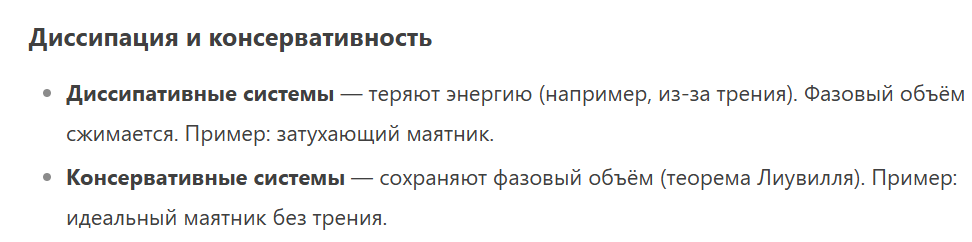 Диссипация и консервативность
• Диссипативные системы — теряют энергию (например, из-за трения). Фазовый объём
сжимается. Пример: затухающий маятник.
• Консервативные системы — сохраняют фазовый объём (теорема Лиувилля). Пример:
идеальный маятник без трения.